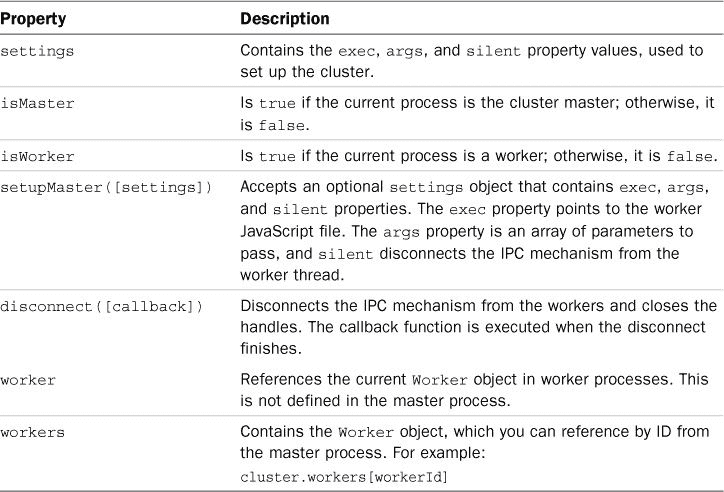 Property Description
settings Contains the exec, args, and silent property values, used to
set up the cluster.
isMaster Is true if the current process is the cluster master; otherwise, it
is false.
isWorker Is true if the current process is a worker; otherwise, it is false.
setupMaster([settings]) Accepts an optional settings object that contains exec, args,
and silent properties. The exec property points to the worker
JavaScript file. The args property is an array of parameters to
pass, and silent disconnects the IPC mechanism from the
worker thread.
disconnect([callback]) Disconnects the IPC mechanism from the workers and closes the
handles. The callback function is executed when the disconnect
finishes.
worker References the current Worker object in worker processes. This
is not defined in the master process.
workers Contains the Worker object, which you can reference by ID from
the master process. For example:
cluster.workers[workerId]